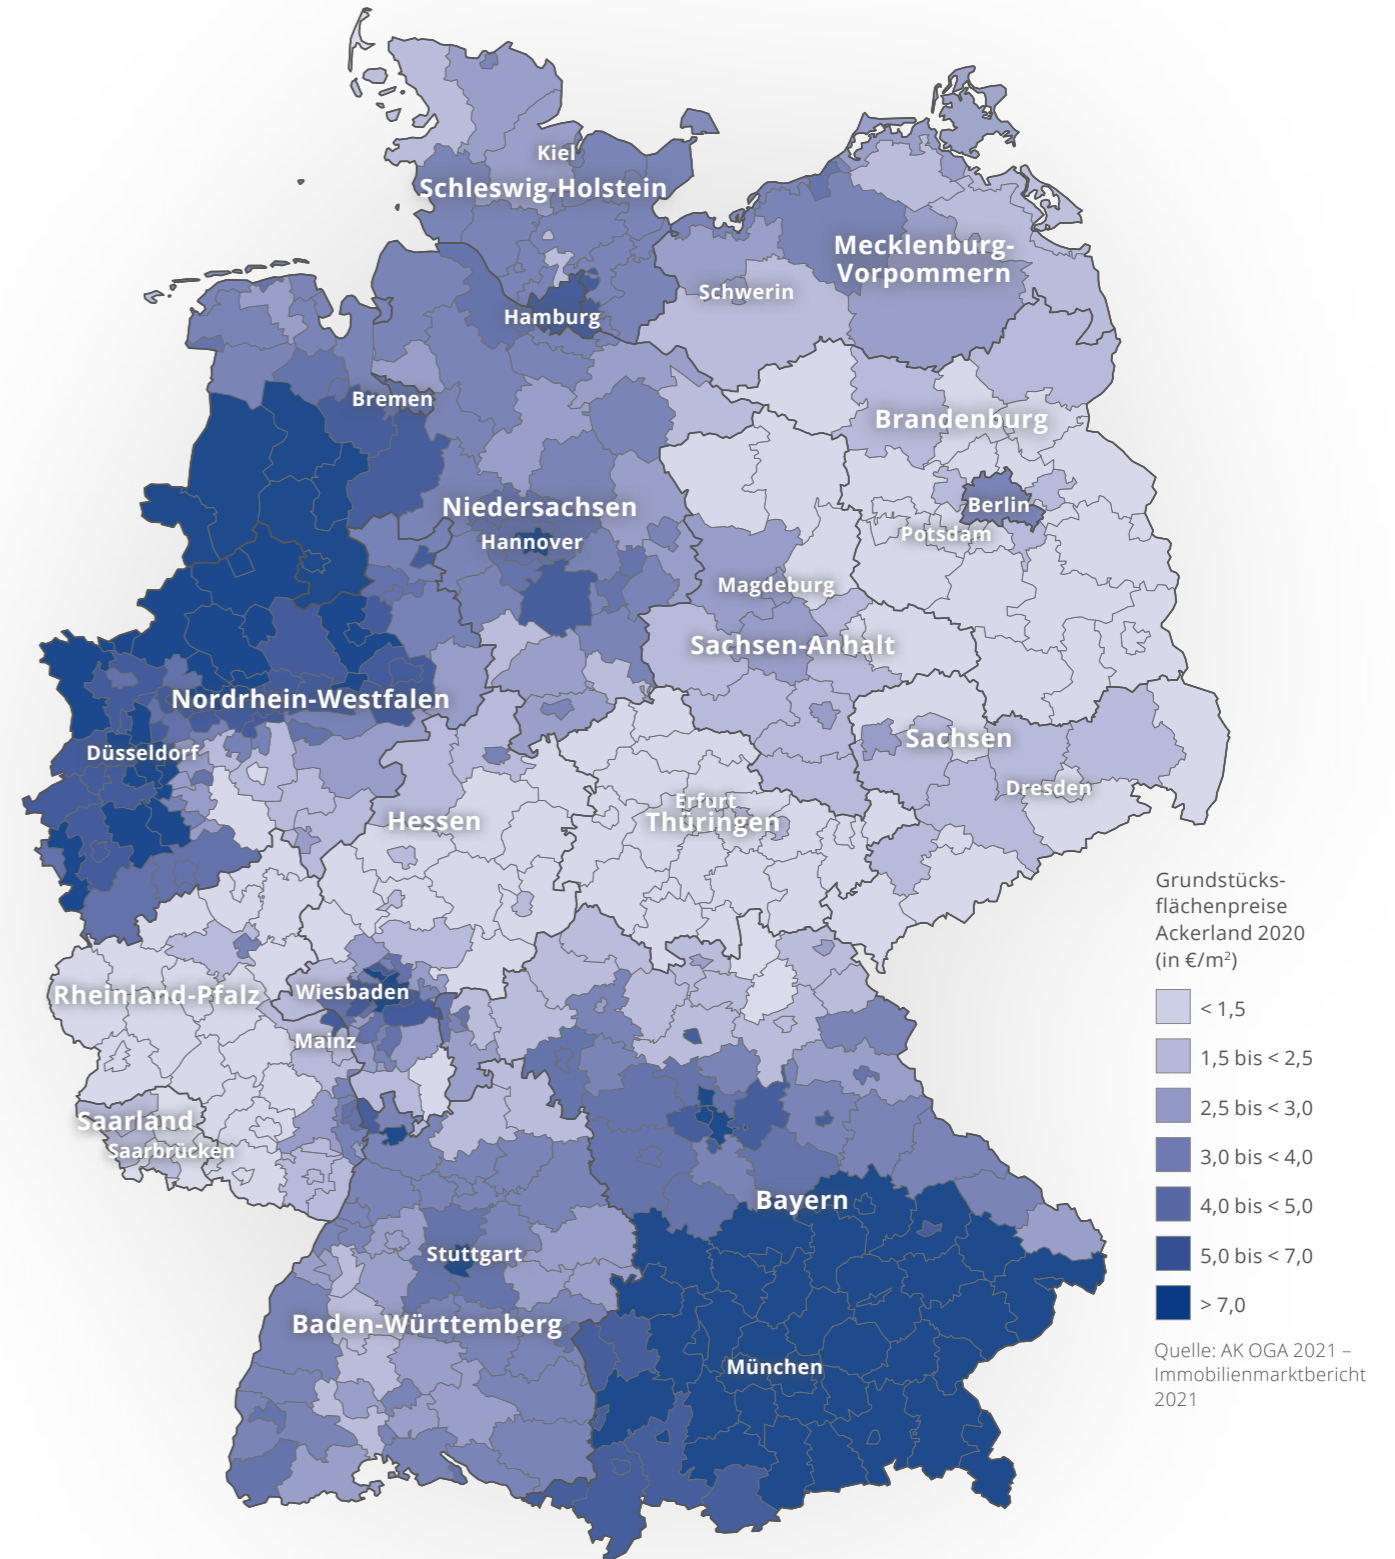 Kiel
Schleswig-Holstein
Mecklenburg-
Vorpommern
Schwerin
Hamburg
Bremen
Brandenburg
Niedersachsen
Berlin
Hannover
Potsdam
Magdeburg
Sachsen-Anhalt
Nordrhein-Westfalen
Sachsen
Düsseldorf
Dresden
Erfurt
Hessen
Thüringen
Rheinland-Pfalz
Wiesbaden
Mainz
Saarland
Saarbrücken
Bayern
Stuttgart
Baden-Württemberg
München
Grundstücks-
flächenpreise
Ackerland 2020
(in €/m²)
< 1,5
1,5 bis < 2,5
2,5 bis < 3,0
3,0 bis < 4,0
4,0 bis < 5,0
5,0 bis < 7,0
> 7,0
Quelle: AK OGA 2021 –
Immobilienmarktbericht
2021